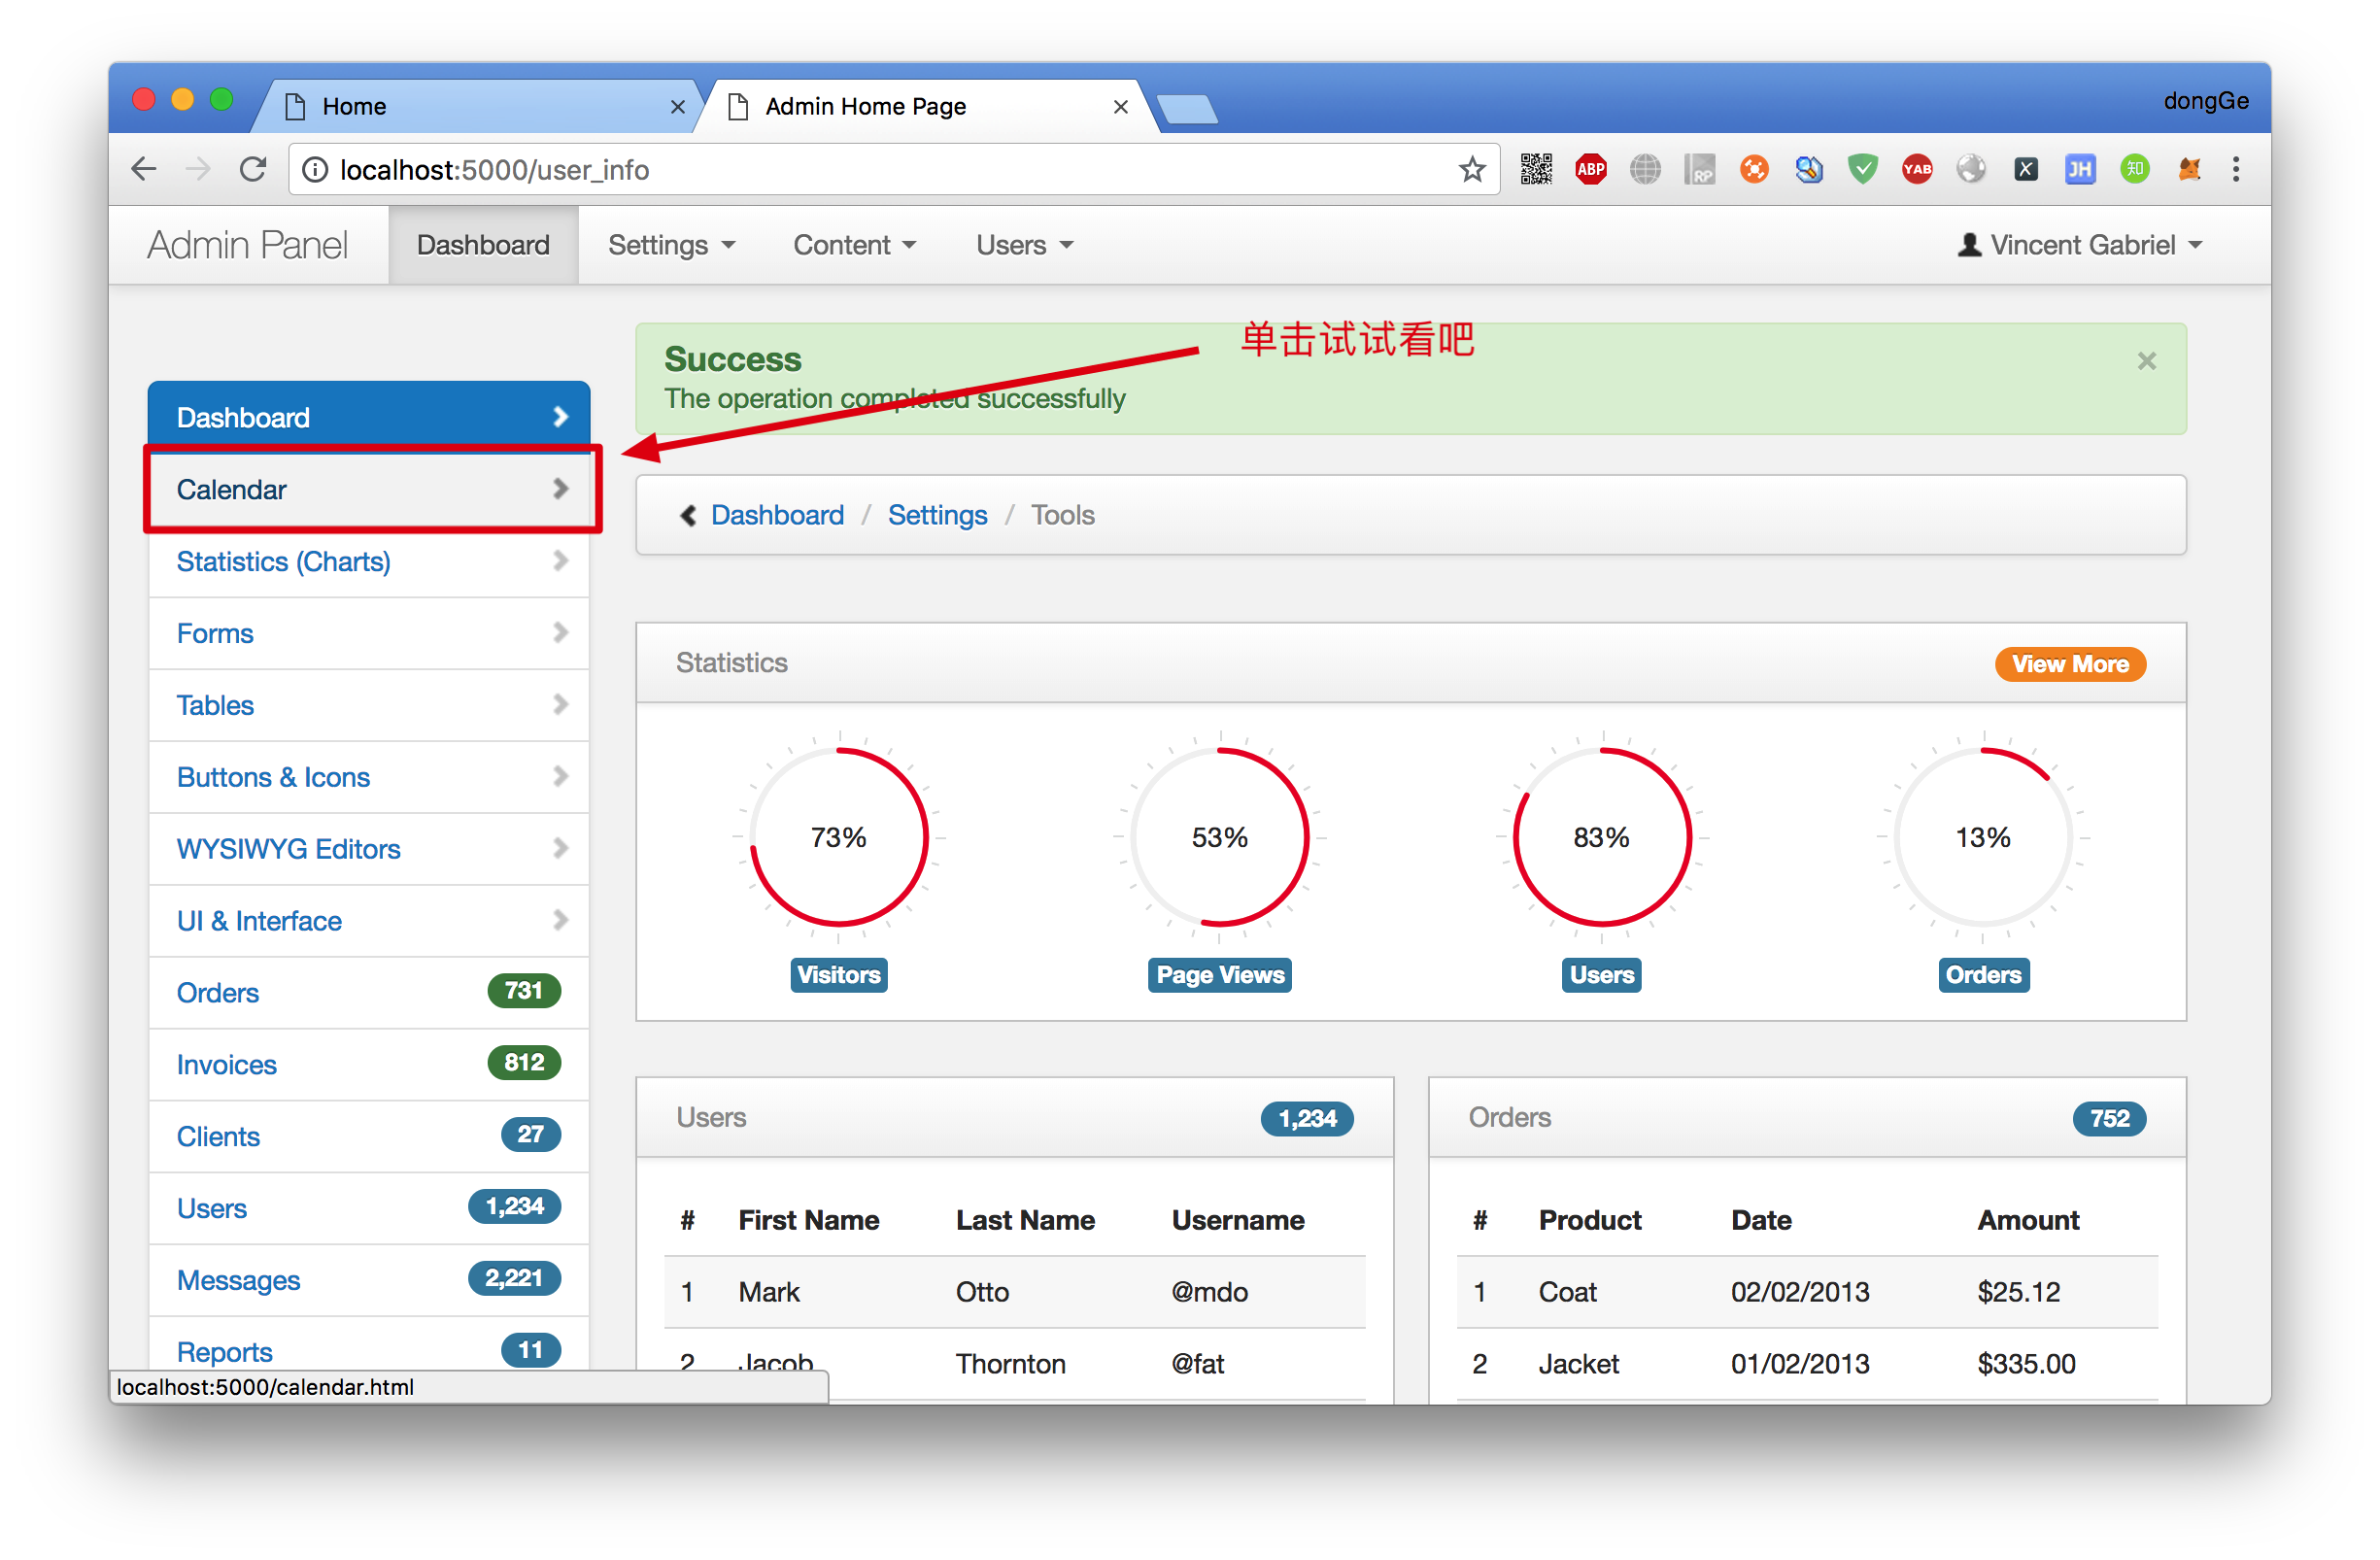 Home
Admin Home Page
dongGe
localhost:5000/user_info
ABP
RP
YAB
X
JH
知
Admin Panel
Dashboard
Settings
Content
Users
Vincent Gabriel
单击试试看吧
Success
The operation completed successfully
Dashboard
Calendar
Statistics (Charts)
Forms
Tables
Buttons & Icons
WYSIWYG Editors
UI & Interface
Orders 731
Invoices 812
Clients 27
Users 1,234
Messages 2,221
Reports 11
localhost:5000/calendar.html
Dashboard / Settings / Tools
Statistics
View More
73% 53% 83% 13%
Visitors Page Views Users Orders
Users 1,234
# First Name Last Name Username
1 Mark Otto @mdo
2 Jacob Thornton @fat
Orders 752
# Product Date Amount
1 Coat 02/02/2013 $25.12
2 Jacket 01/02/2013 $335.00